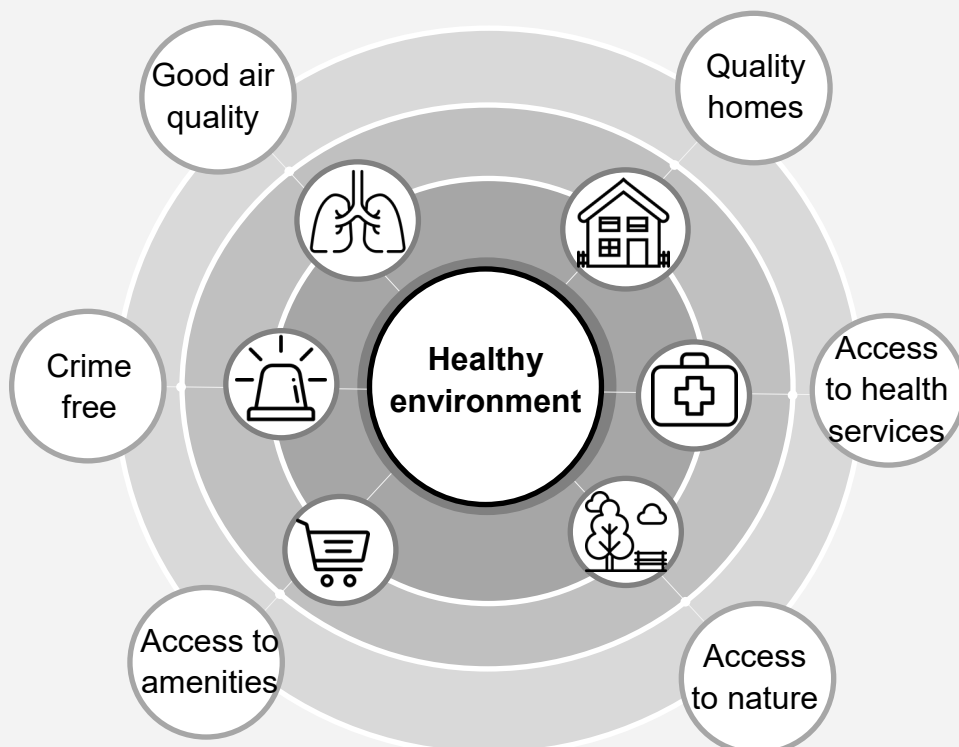 Good air
quality
Quality
homes
Crime
free
Healthy
environment
Access
to health
services
Access to
amenities
Access
to nature